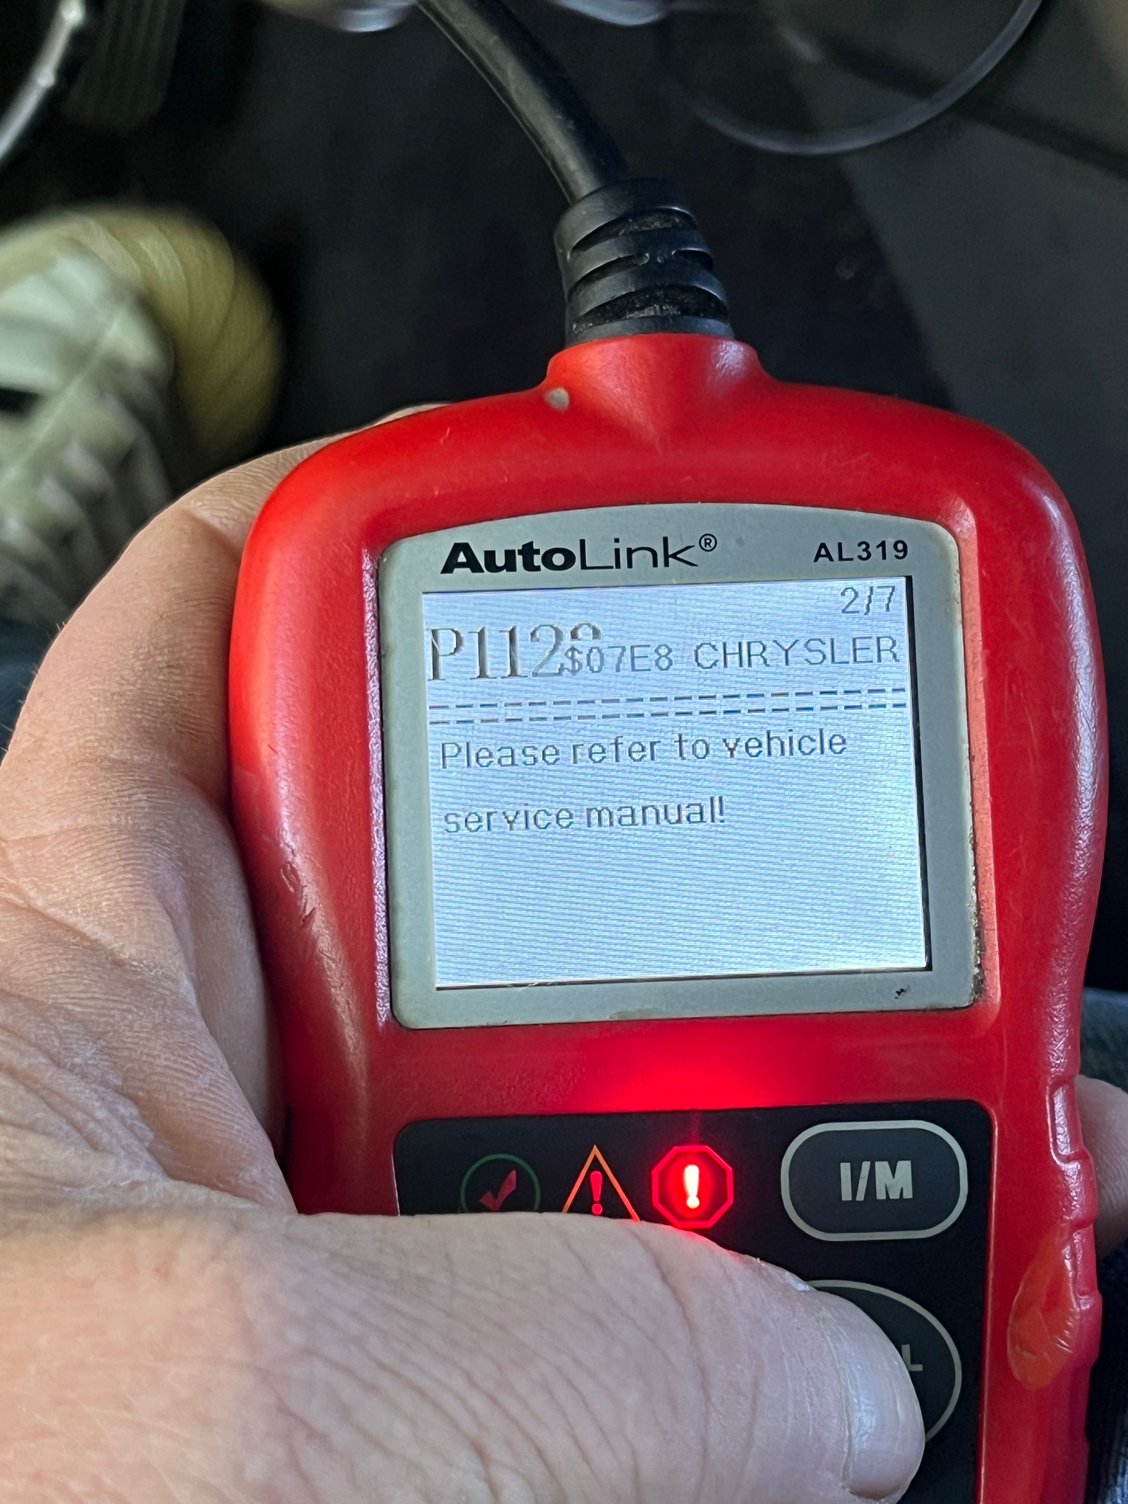 AutoLink® AL319
2/7
$07E8 CHRYSLER
Please refer to vehicle
service manual!
I/M